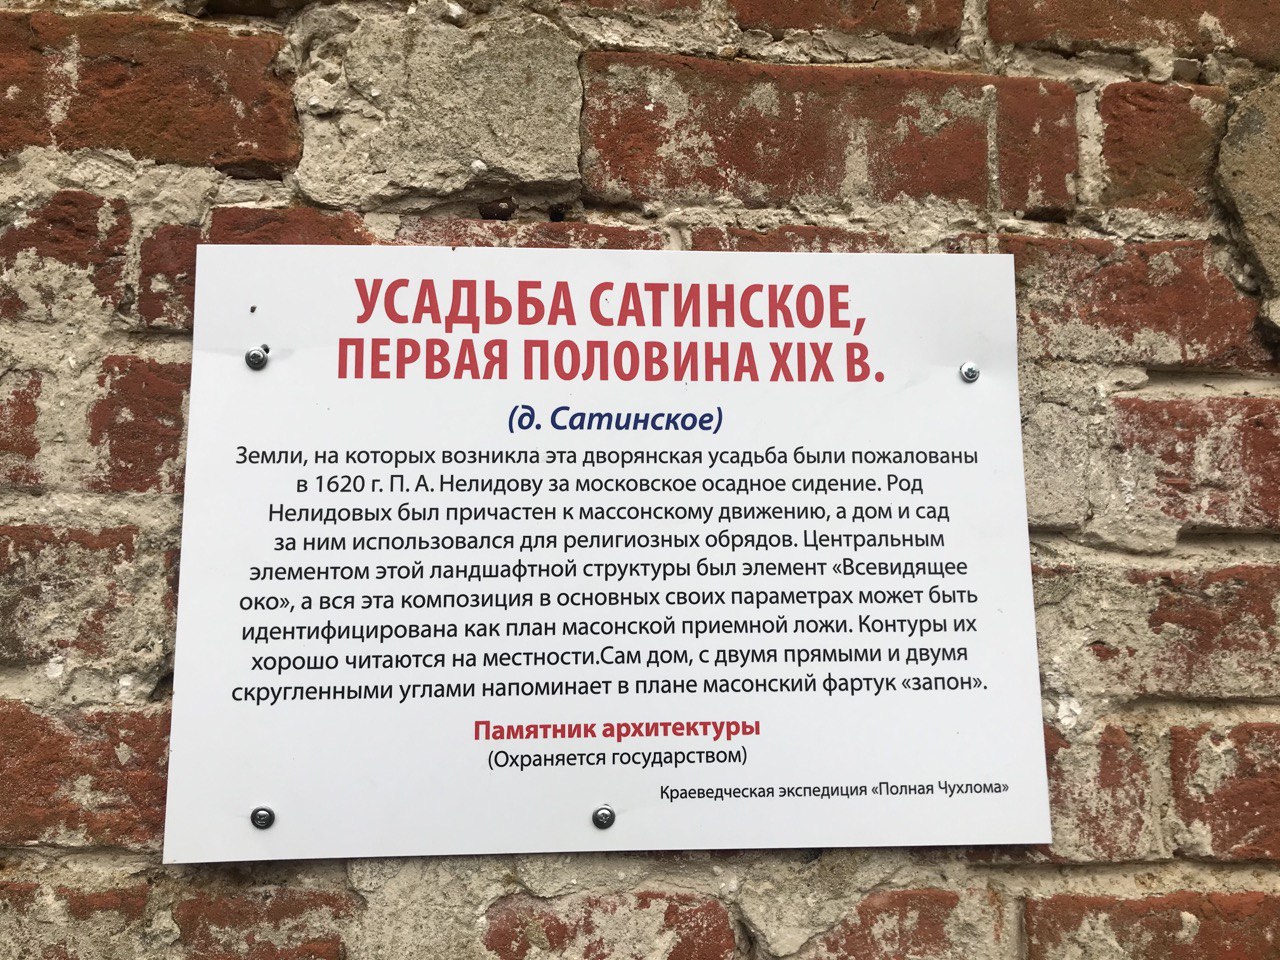 УСАДЬБА САТИНСКОЕ,
ПЕРВАЯ ПОЛОВИНА XIX В.
(д. Сатинское)
Земли, на которых возникла эта дворянская усадьба были пожалованы
в 1620 г. П. А. Нелидову за московское осадное сидение. Род
Нелидовых был причастен к массонскому движению, а дом и сад
за ним использовался для религиозных обрядов. Центральным
элементом этой ландшафтной структуры был элемент «Всевидящее
око», а вся эта композиция в основных своих параметрах может быть
идентифицирована как план масонской приемной ложи. Контуры их
хорошо читаются на местности.Сам дом, с двумя прямыми и двумя
скругленными углами напоминает в плане масонский фартук «запон».
Памятник архитектуры
(Охраняется государством)
Краеведческая экспедиция «Полная Чухлома»